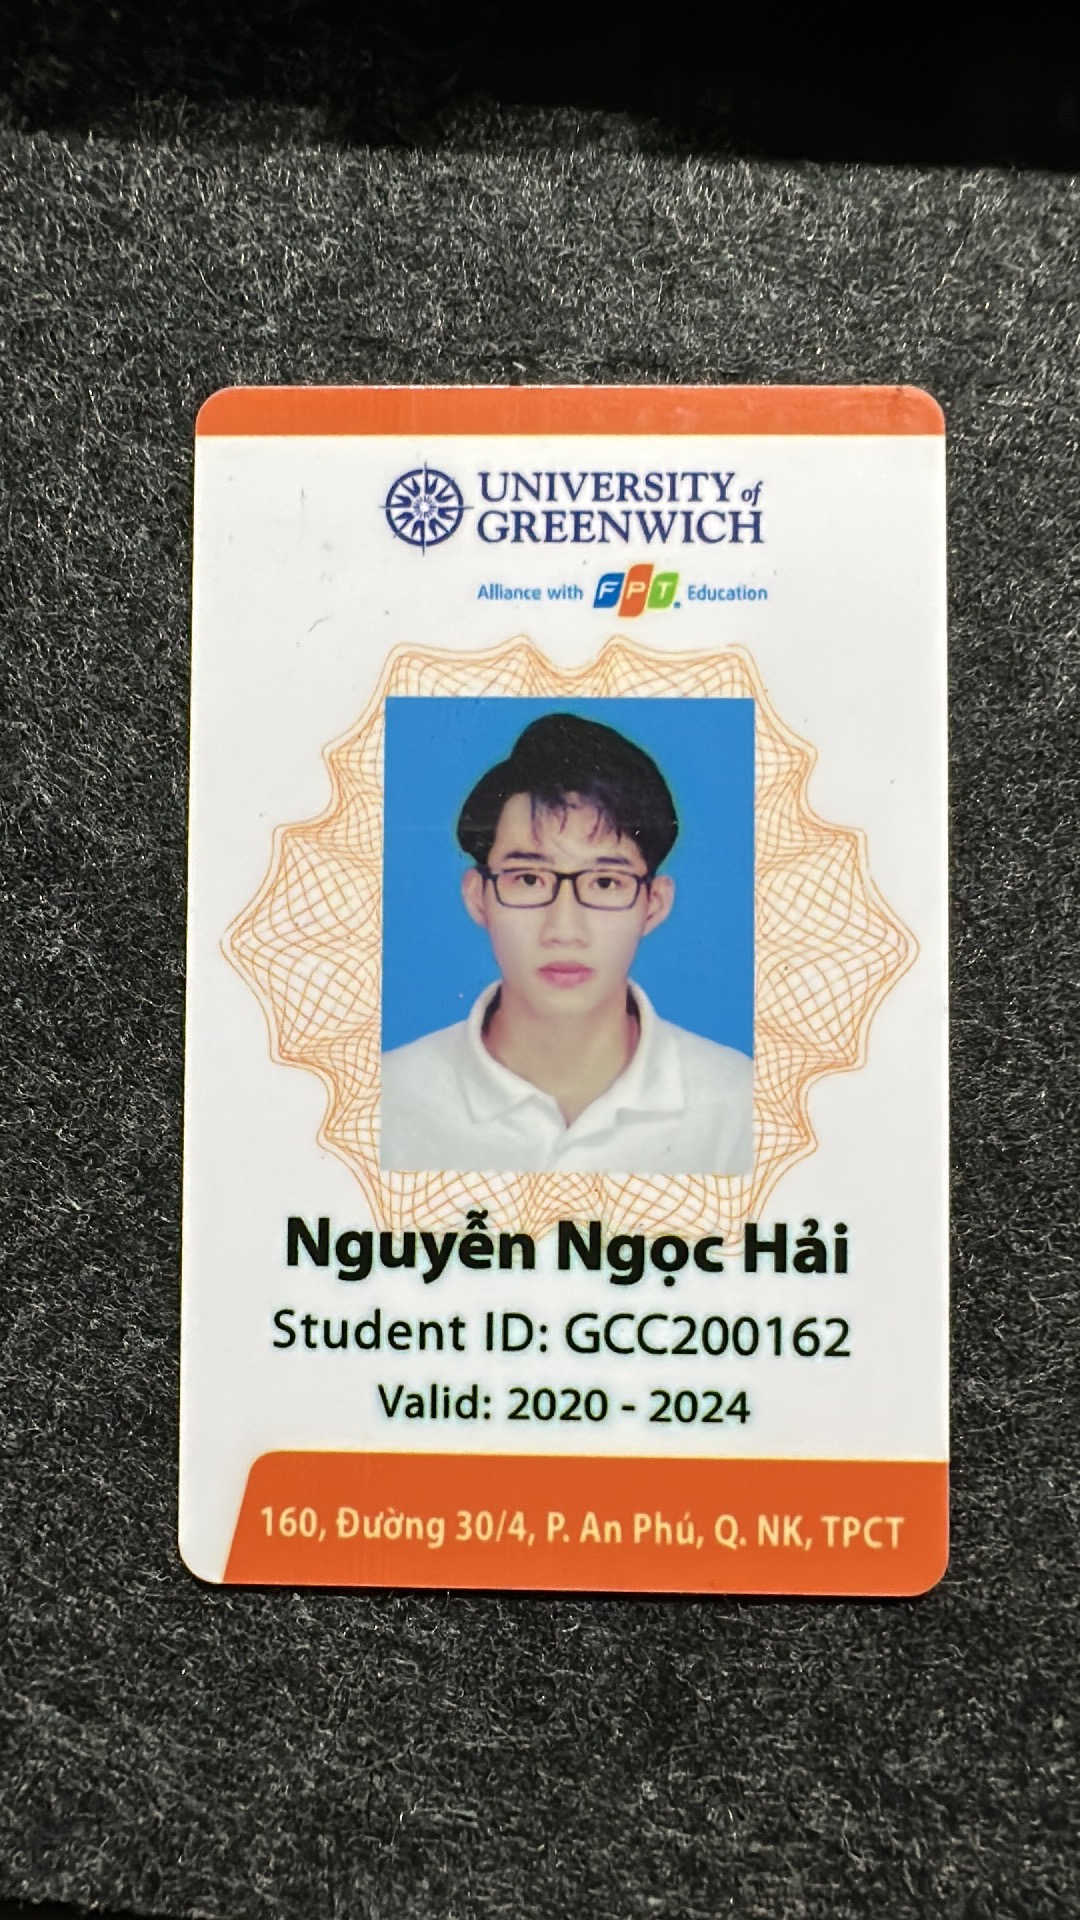 UNIVERSITY of
GREENWICH
Alliance with FPT. Education
Nguyễn Ngọc Hải
Student ID: GCC200162
Valid: 2020 - 2024
160, Đường 30/4, P. An Phú, Q. NK, TPCT